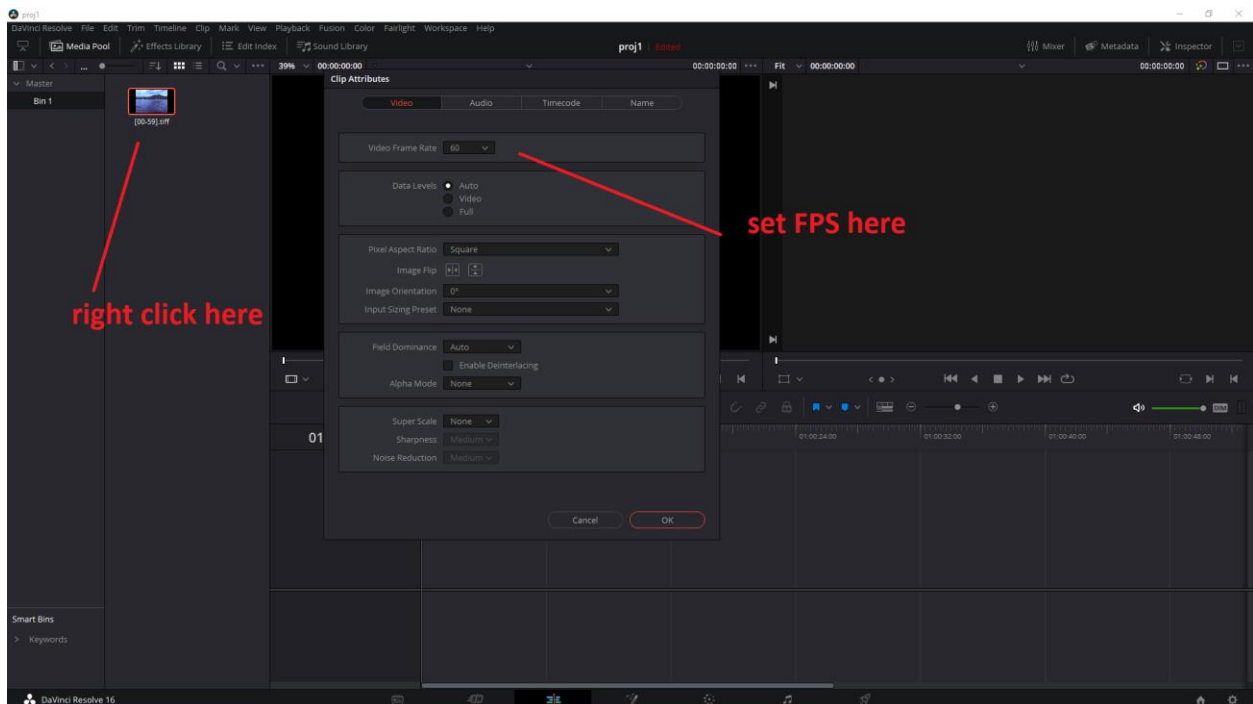 proj1
DaVinci Resolve File Edit Trim Timeline Clip Mark View Playback Fusion Color Fairlight Workspace Help
Media Pool Effects Library Edit Index Sound Library proj1 Edited Mixer Metadata Inspector
39% 00:00:00:00 00:00:00:00 Fit 00:00:00:00 00:00:00:00
Master
Bin 1
[00-59].tiff
Clip Attributes
Video Audio Timecode Name
Video Frame Rate 60
Data Levels Auto
Video
Full
set FPS here
Pixel Aspect Ratio Square
Image Flip
Image Orientation 0°
Input Sizing Preset None
right click here
Field Dominance Auto
Enable Deinterlacing
Alpha Mode None
DIM
Super Scale None
Sharpness Medium
Noise Reduction Medium
01
01:00:24:00 01:00:32:00 01:00:40:00 01:00:48:00
Cancel OK
Smart Bins
Keywords
DaVinci Resolve 16